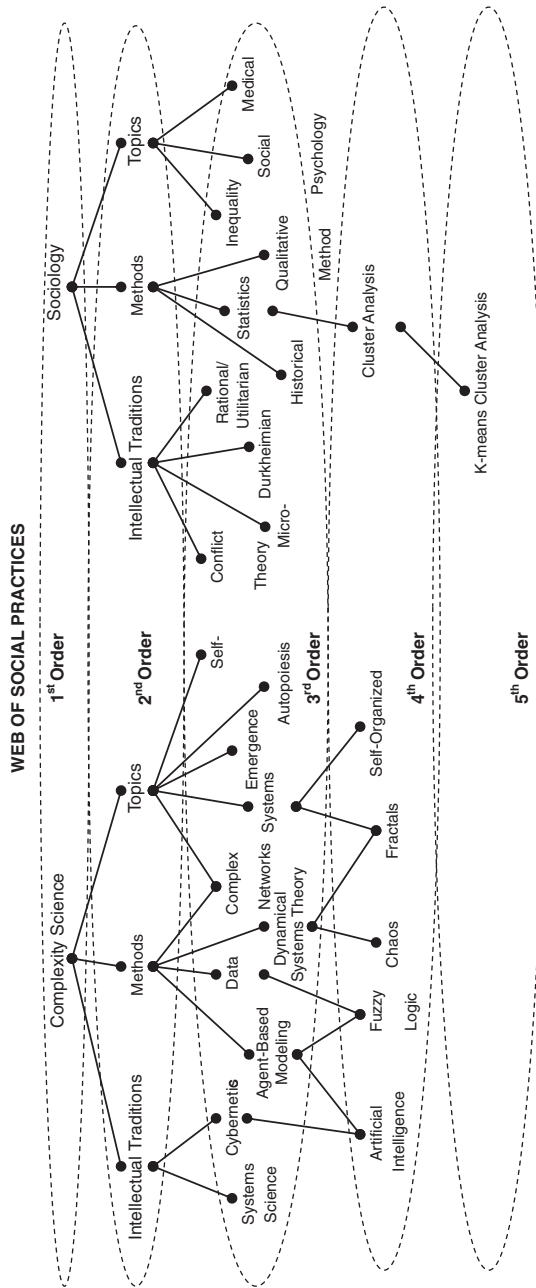 WEB OF SOCIAL PRACTICES
Complexity Science
1st Order
Sociology
Intellectual Traditions
Methods
Topics
2nd Order
Intellectual Traditions
Methods
Topics
Systems
Science
Cybernetics
Agent-Based
Modeling
Data
Networks
Dynamical
Systems Theory
Complex
Systems
Emergence
Autopoiesis
Self-
3rd Order
Conflict
Theory
Micro-
Durkheimian
Rational/
Utilitarian
Historical
Statistics
Qualitative
Method
Inequality
Social
Psychology
Medical
Artificial
Intelligence
Fuzzy
Logic
Chaos
Fractals
Self-Organized
4th Order
Cluster Analysis
5th Order
K-means Cluster Analysis